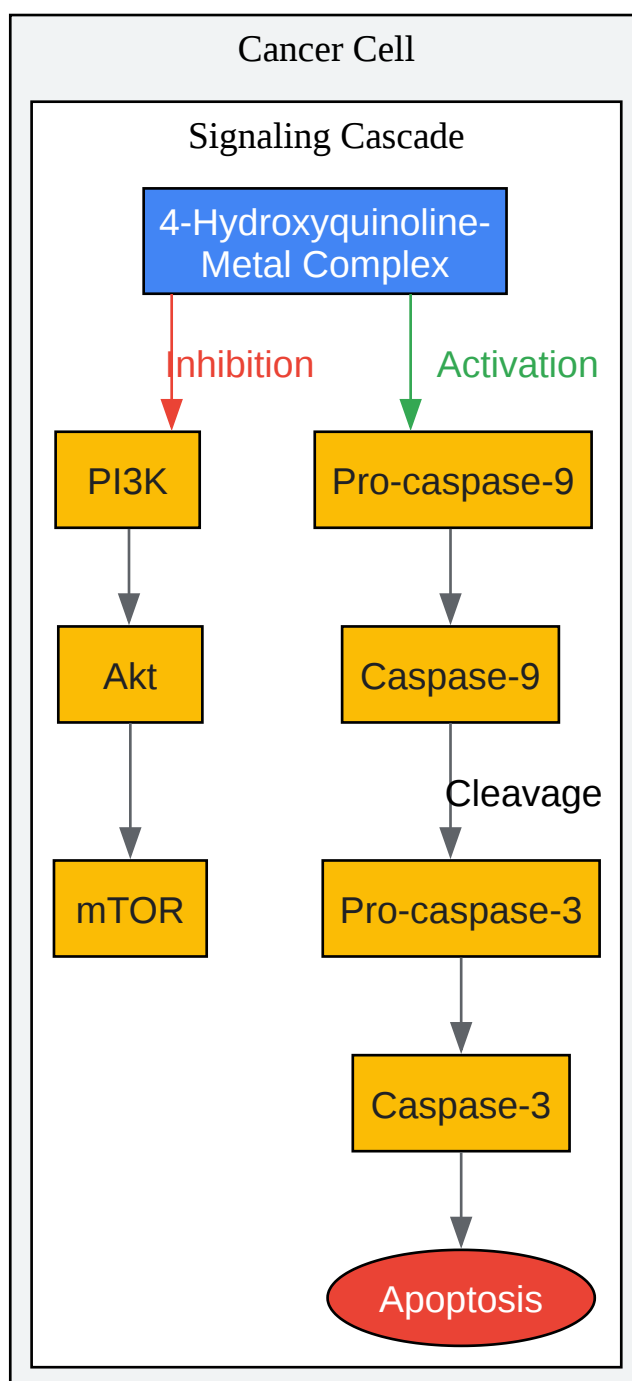 Cancer Cell
Signaling Cascade
4-Hydroxyquinoline-
Metal Complex
Inhibition
Activation
PI3K
Pro-caspase-9
Akt
Caspase-9
Cleavage
mTOR
Pro-caspase-3
Caspase-3
Apoptosis